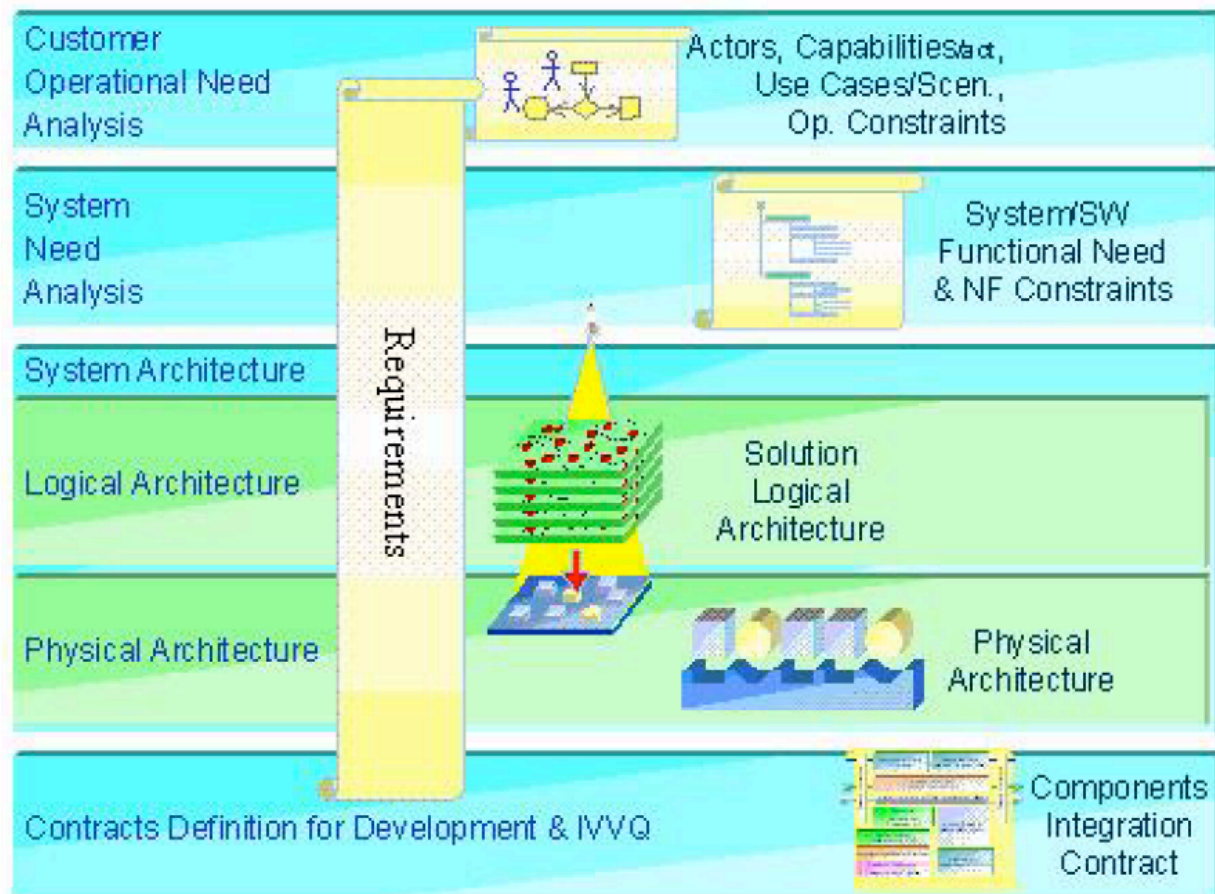 Customer
Operational Need
Analysis
Actors, Capabilities/act,
Use Cases/Scen.,
Op. Constraints
System
Need
Analysis
System/SW
Functional Need
& NF Constraints
Requirements
System Architecture
Logical Architecture
Solution
Logical
Architecture
Physical Architecture
Physical
Architecture
Contracts Definition for Development & IVVQ
Components
Integration
Contract